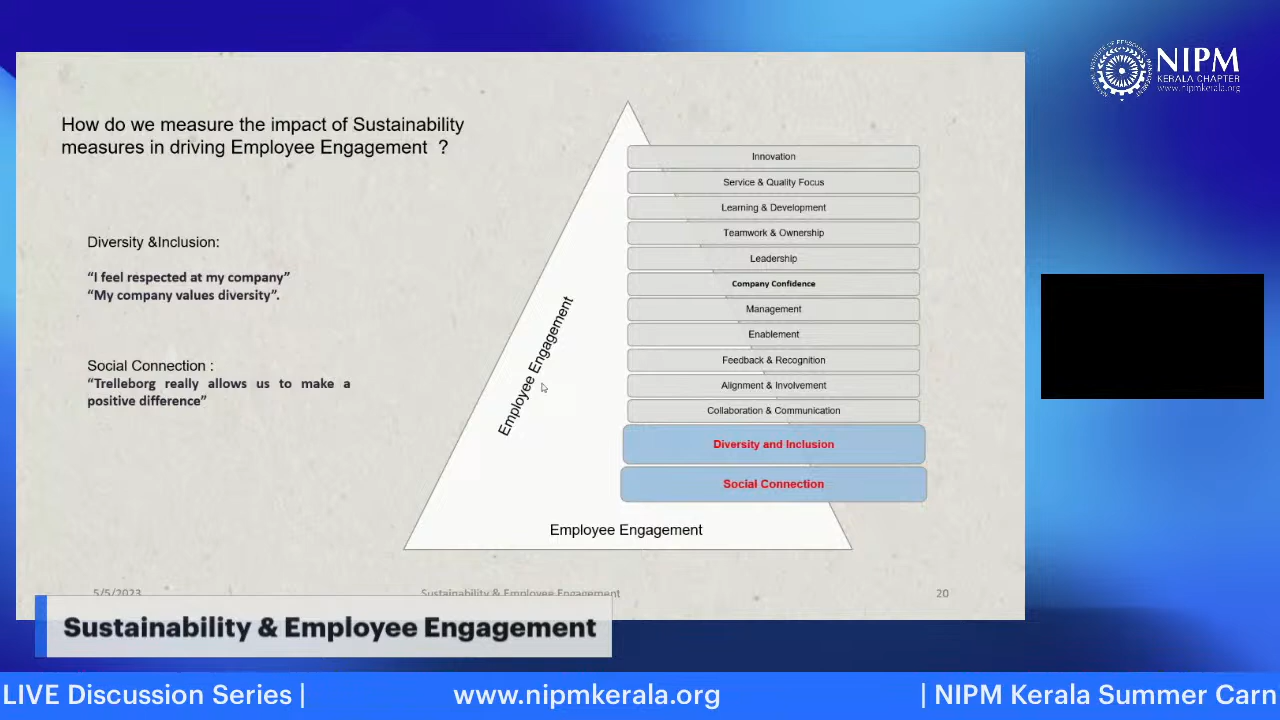 NIPM
KERALA CHAPTER
www.nipmkerala.org
How do we measure the impact of Sustainability
measures in driving Employee Engagement ?
Diversity &Inclusion:
“I feel respected at my company”
“My company values diversity”.
Social Connection :
“Trelleborg really allows us to make a
positive difference”
Employee Engagement
Innovation
Service & Quality Focus
Learning & Development
Teamwork & Ownership
Leadership
Company Confidence
Management
Enablement
Feedback & Recognition
Alignment & Involvement
Collaboration & Communication
Diversity and Inclusion
Social Connection
Employee Engagement
5/5/2023
Sustainability & Employee Engagement
20
Sustainability & Employee Engagement
LIVE Discussion Series | www.nipmkerala.org | NIPM Kerala Summer Carn